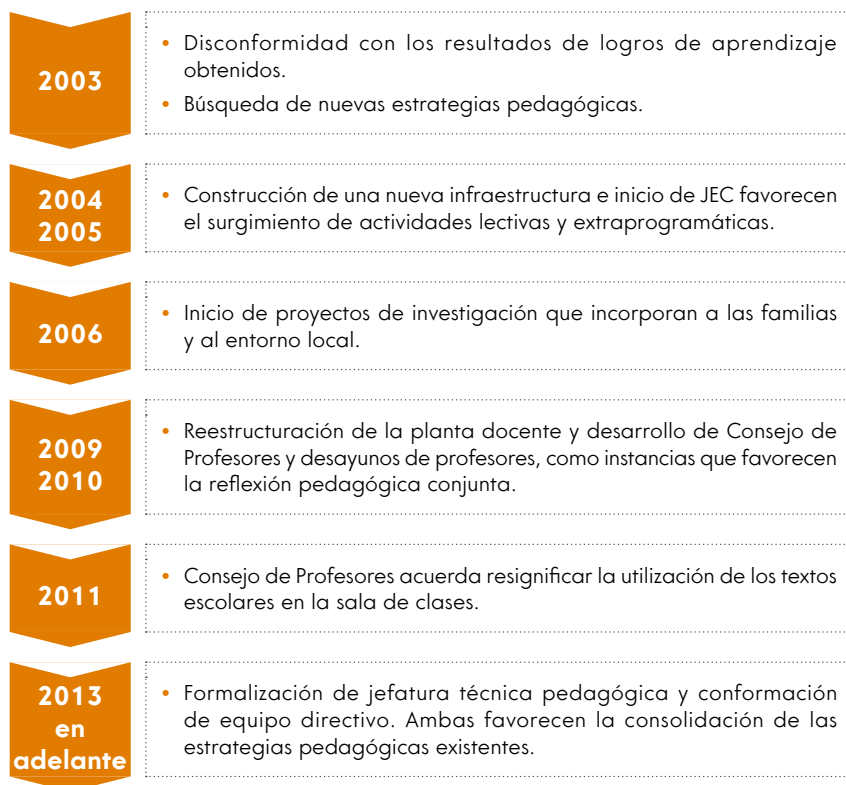 2003
• Disconformidad con los resultados de logros de aprendizaje
obtenidos.
• Búsqueda de nuevas estrategias pedagógicas.
2004
2005
• Construcción de una nueva infraestructura e inicio de JEC favorecen
el surgimiento de actividades lectivas y extraprogramáticas.
2006
• Inicio de proyectos de investigación que incorporan a las familias
y al entorno local.
2009
2010
• Reestructuración de la planta docente y desarrollo de Consejo de
Profesores y desayunos de profesores, como instancias que favorecen
la reflexión pedagógica conjunta.
2011
• Consejo de Profesores acuerda resignificar la utilización de los textos
escolares en la sala de clases.
2013
en
adelante
• Formalización de jefatura técnica pedagógica y conformación
de equipo directivo. Ambas favorecen la consolidación de las
estrategias pedagógicas existentes.